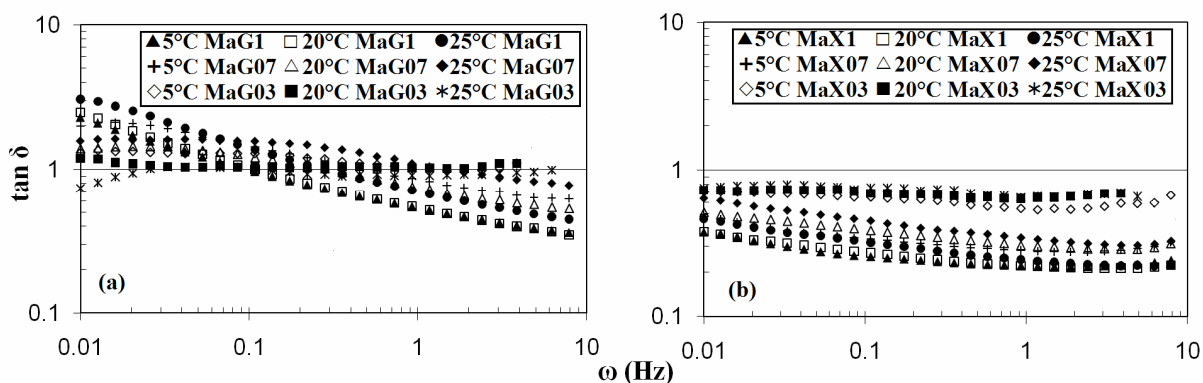 10
▲5°C MaG1 □20°C MaG1 ●25°C MaG1
+5°C MaG07 △20°C MaG07 ◆25°C MaG07
◇5°C MaG03 ■20°C MaG03 ✳25°C MaG03
1
tan δ
(a)
0.1
0.01 0.1 1 10
10
▲5°C MaX1 □20°C MaX1 ●25°C MaX1
+5°C MaX07 △20°C MaX07 ◆25°C MaX07
◇5°C MaX03 ■20°C MaX03 ✳25°C MaX03
1
(b)
0.1
0.01 0.1 1 10
ω (Hz)